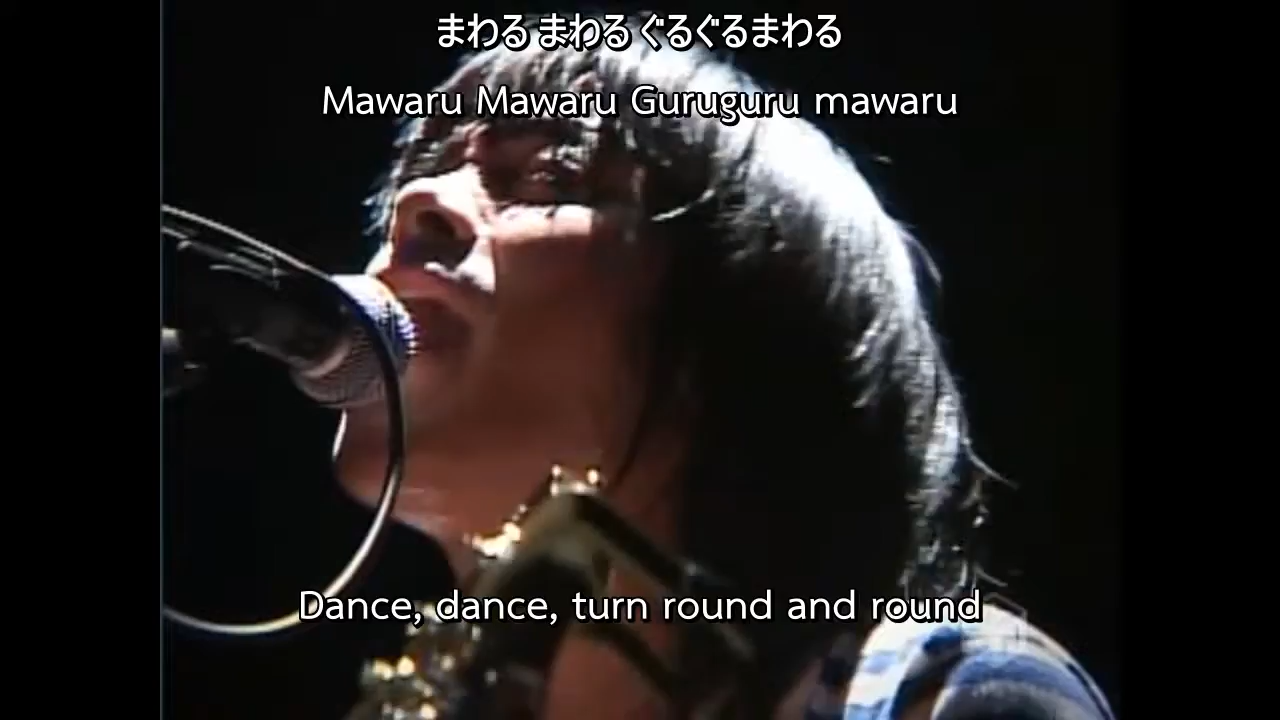 まわる まわる ぐるぐるまわる
Mawaru Mawaru Guruguru mawaru
Dance, dance, turn round and round